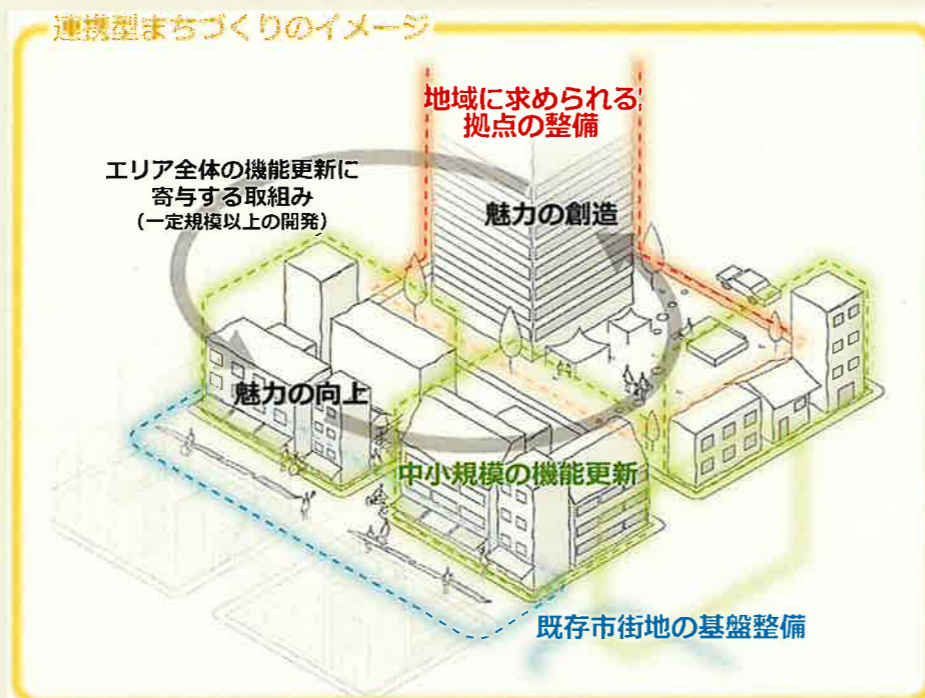 連携型まちづくりのイメージ
地域に求められる
拠点の整備
エリア全体の機能更新に
寄与する取組み
(一定規模以上の開発)
魅力の創造
魅力の向上
中小規模の機能更新
既存市街地の基盤整備